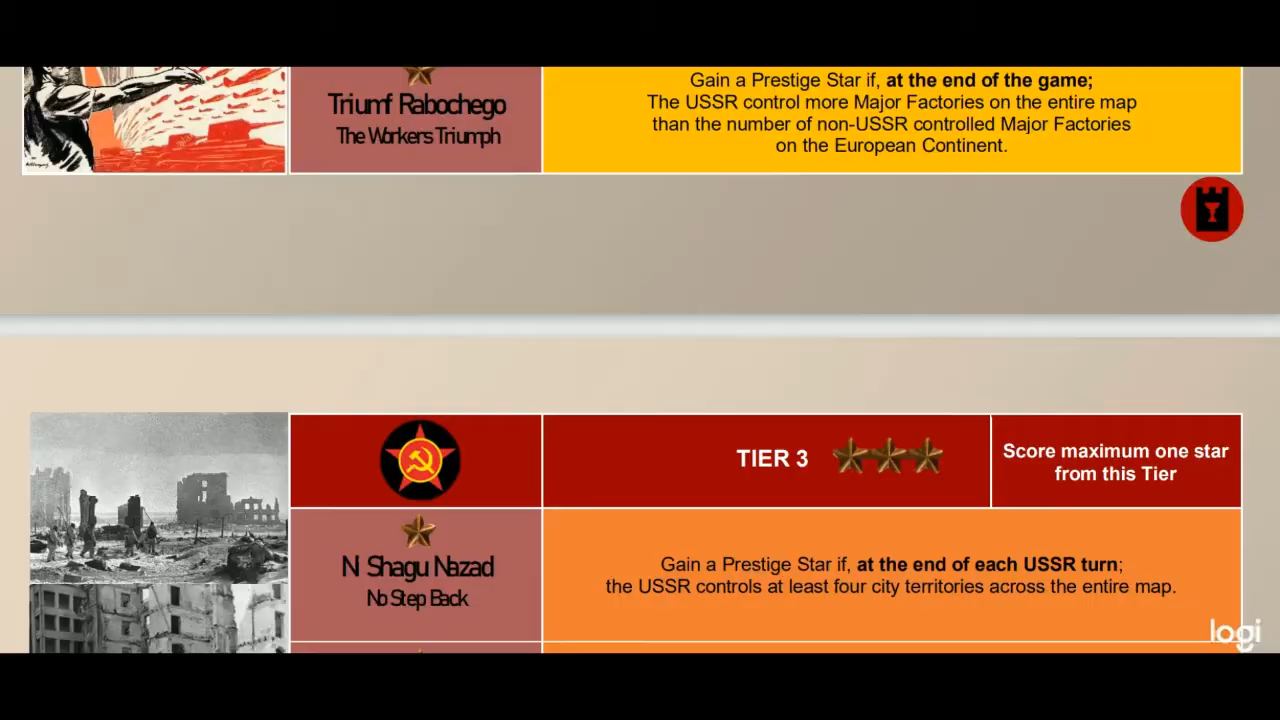 Triumf Rabochego
The Workers Triumph
Gain a Prestige Star if, at the end of the game;
The USSR control more Major Factories on the entire map
than the number of non-USSR controlled Major Factories
on the European Continent.
TIER 3
Score maximum one star
from this Tier
N Shagu Nazad
No Step Back
Gain a Prestige Star if, at the end of each USSR turn;
the USSR controls at least four city territories across the entire map.
logi